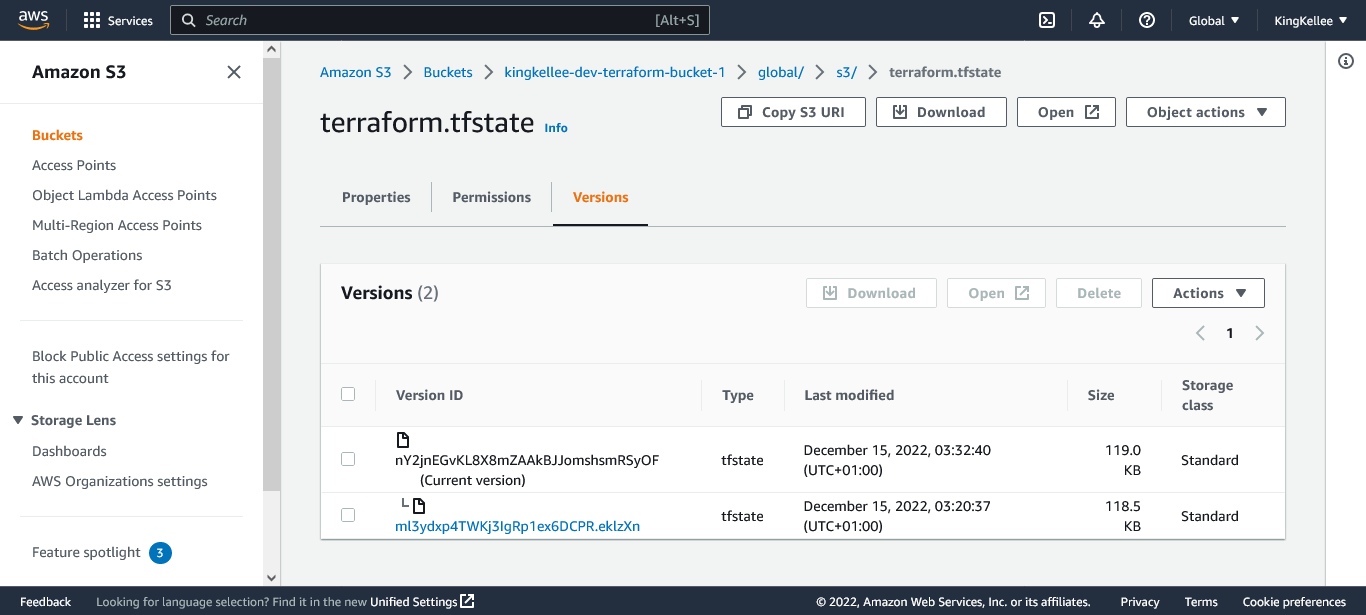 aws
Services
Search
[Alt+S]
Global
KingKellee
Amazon S3
Buckets
Access Points
Object Lambda Access Points
Multi-Region Access Points
Batch Operations
Access analyzer for S3
Block Public Access settings for
this account
Storage Lens
Dashboards
AWS Organizations settings
Feature spotlight 3
Amazon S3 Buckets kingkellee-dev-terraform-bucket-1 global/ s3/ terraform.tfstate
terraform.tfstate Info
Copy S3 URI
Download
Open
Object actions
Properties
Permissions
Versions
Versions (2)
Download
Open
Delete
Actions
1
Version ID
Type
Last modified
Size
Storage
class
nY2jnEGvKL8X8mZAAkBJJomshsmRSyOF
(Current version)
tfstate
December 15, 2022, 03:32:40
(UTC+01:00)
119.0
KB
Standard
ml3ydxp4TWKj3IgRp1ex6DCPR.eklzXn
tfstate
December 15, 2022, 03:20:37
(UTC+01:00)
118.5
KB
Standard
Feedback
Looking for language selection? Find it in the new Unified Settings
© 2022, Amazon Web Services, Inc. or its affiliates.
Privacy
Terms
Cookie preferences